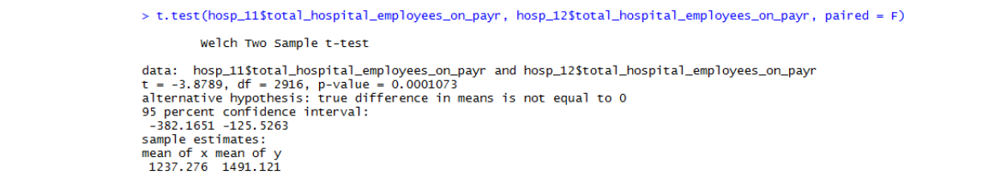 > t.test(hosp_11$total_hospital_employees_on_payr, hosp_12$total_hospital_employees_on_payr, paired = F)
Welch Two Sample t-test
data:  hosp_11$total_hospital_employees_on_payr and hosp_12$total_hospital_employees_on_payr
t = -3.8789, df = 2916, p-value = 0.0001073
alternative hypothesis: true difference in means is not equal to 0
95 percent confidence interval:
-382.1651 -125.5263
sample estimates:
mean of x mean of y
1237.276  1491.121